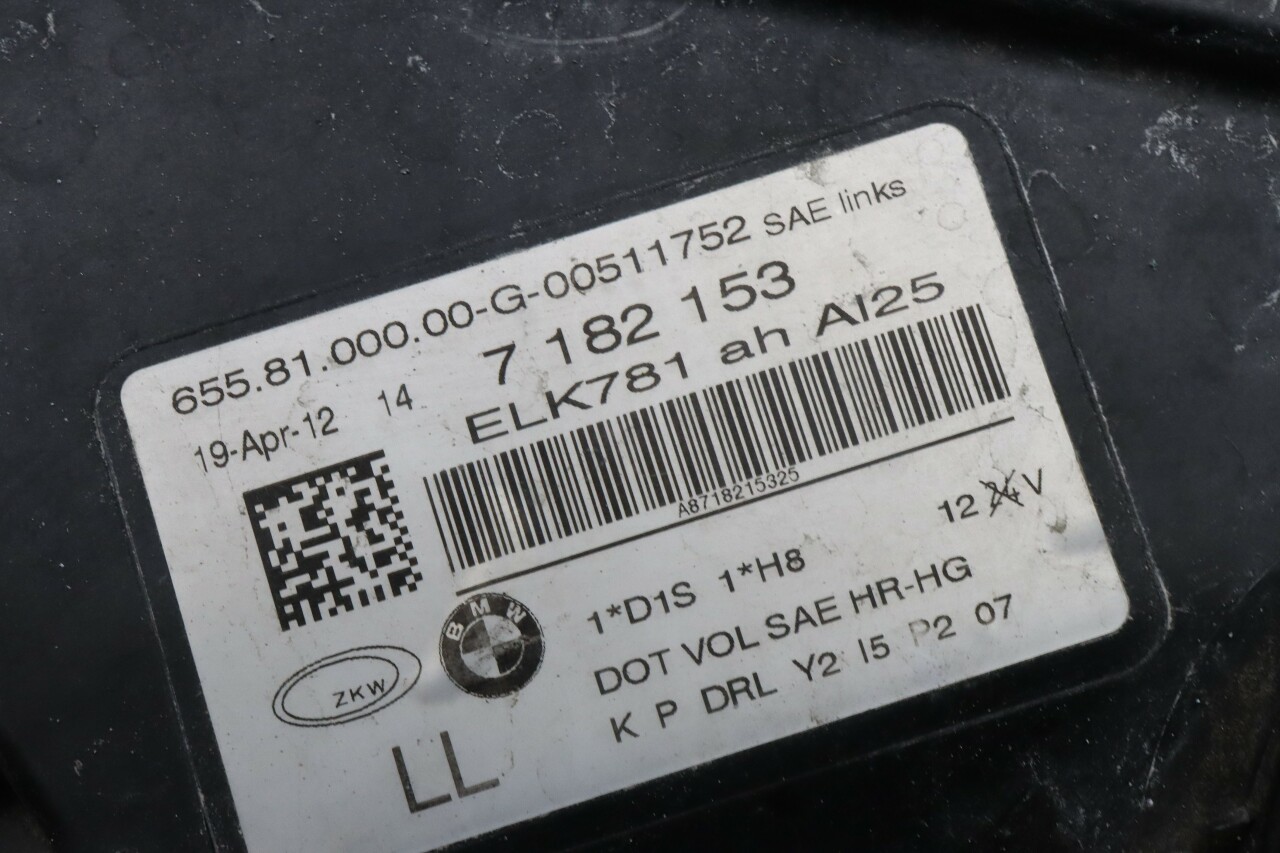 655.81.000.00-G-00511752 SAE links
7 182 153
19-Apr-12 14
ELK781 ah AI25
A8718215325
12 24 V
1*D1S 1*H8
BMW
DOT VOL SAE HR-HG
ZKW
K P DRL Y2 I5 P2 07
LL